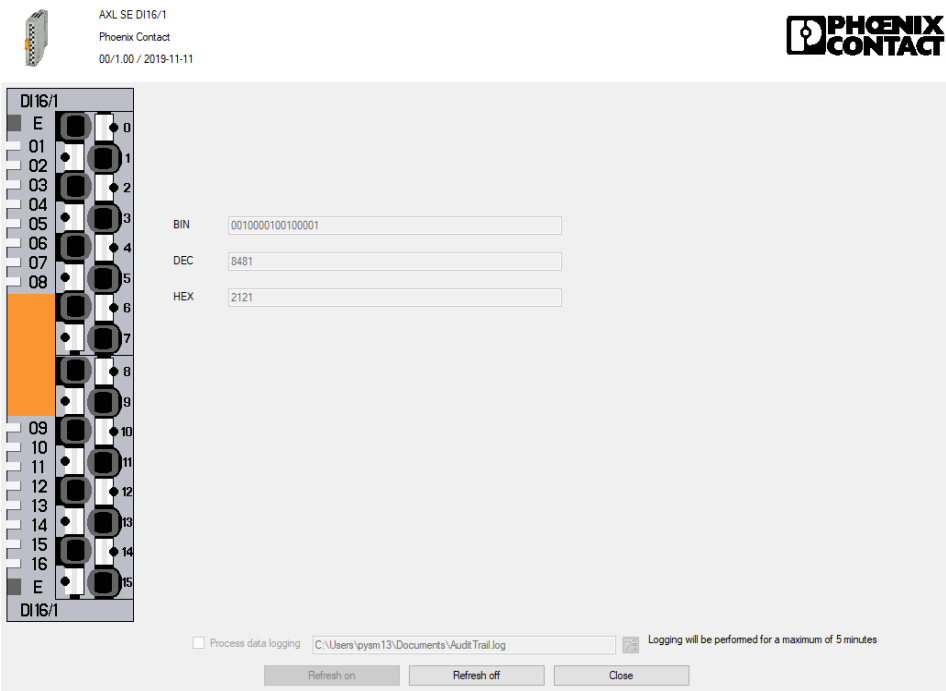 AXL SE DI16/1
Phoenix Contact
00/1.00 / 2019-11-11
PHŒNIX
CONTACT
DI16/1
E
0
01
1
02
03
2
04
05
3
06
4
07
08
5
6
7
8
9
09
10
10
11
11
12
12
13
14
13
15
14
16
E
15
DI16/1
BIN 0010000100100001
DEC 8481
HEX 2121
Process data logging C:\Users\pysm13\Documents\AuditTrail.log Logging will be performed for a maximum of 5 minutes
Refresh on Refresh off Close